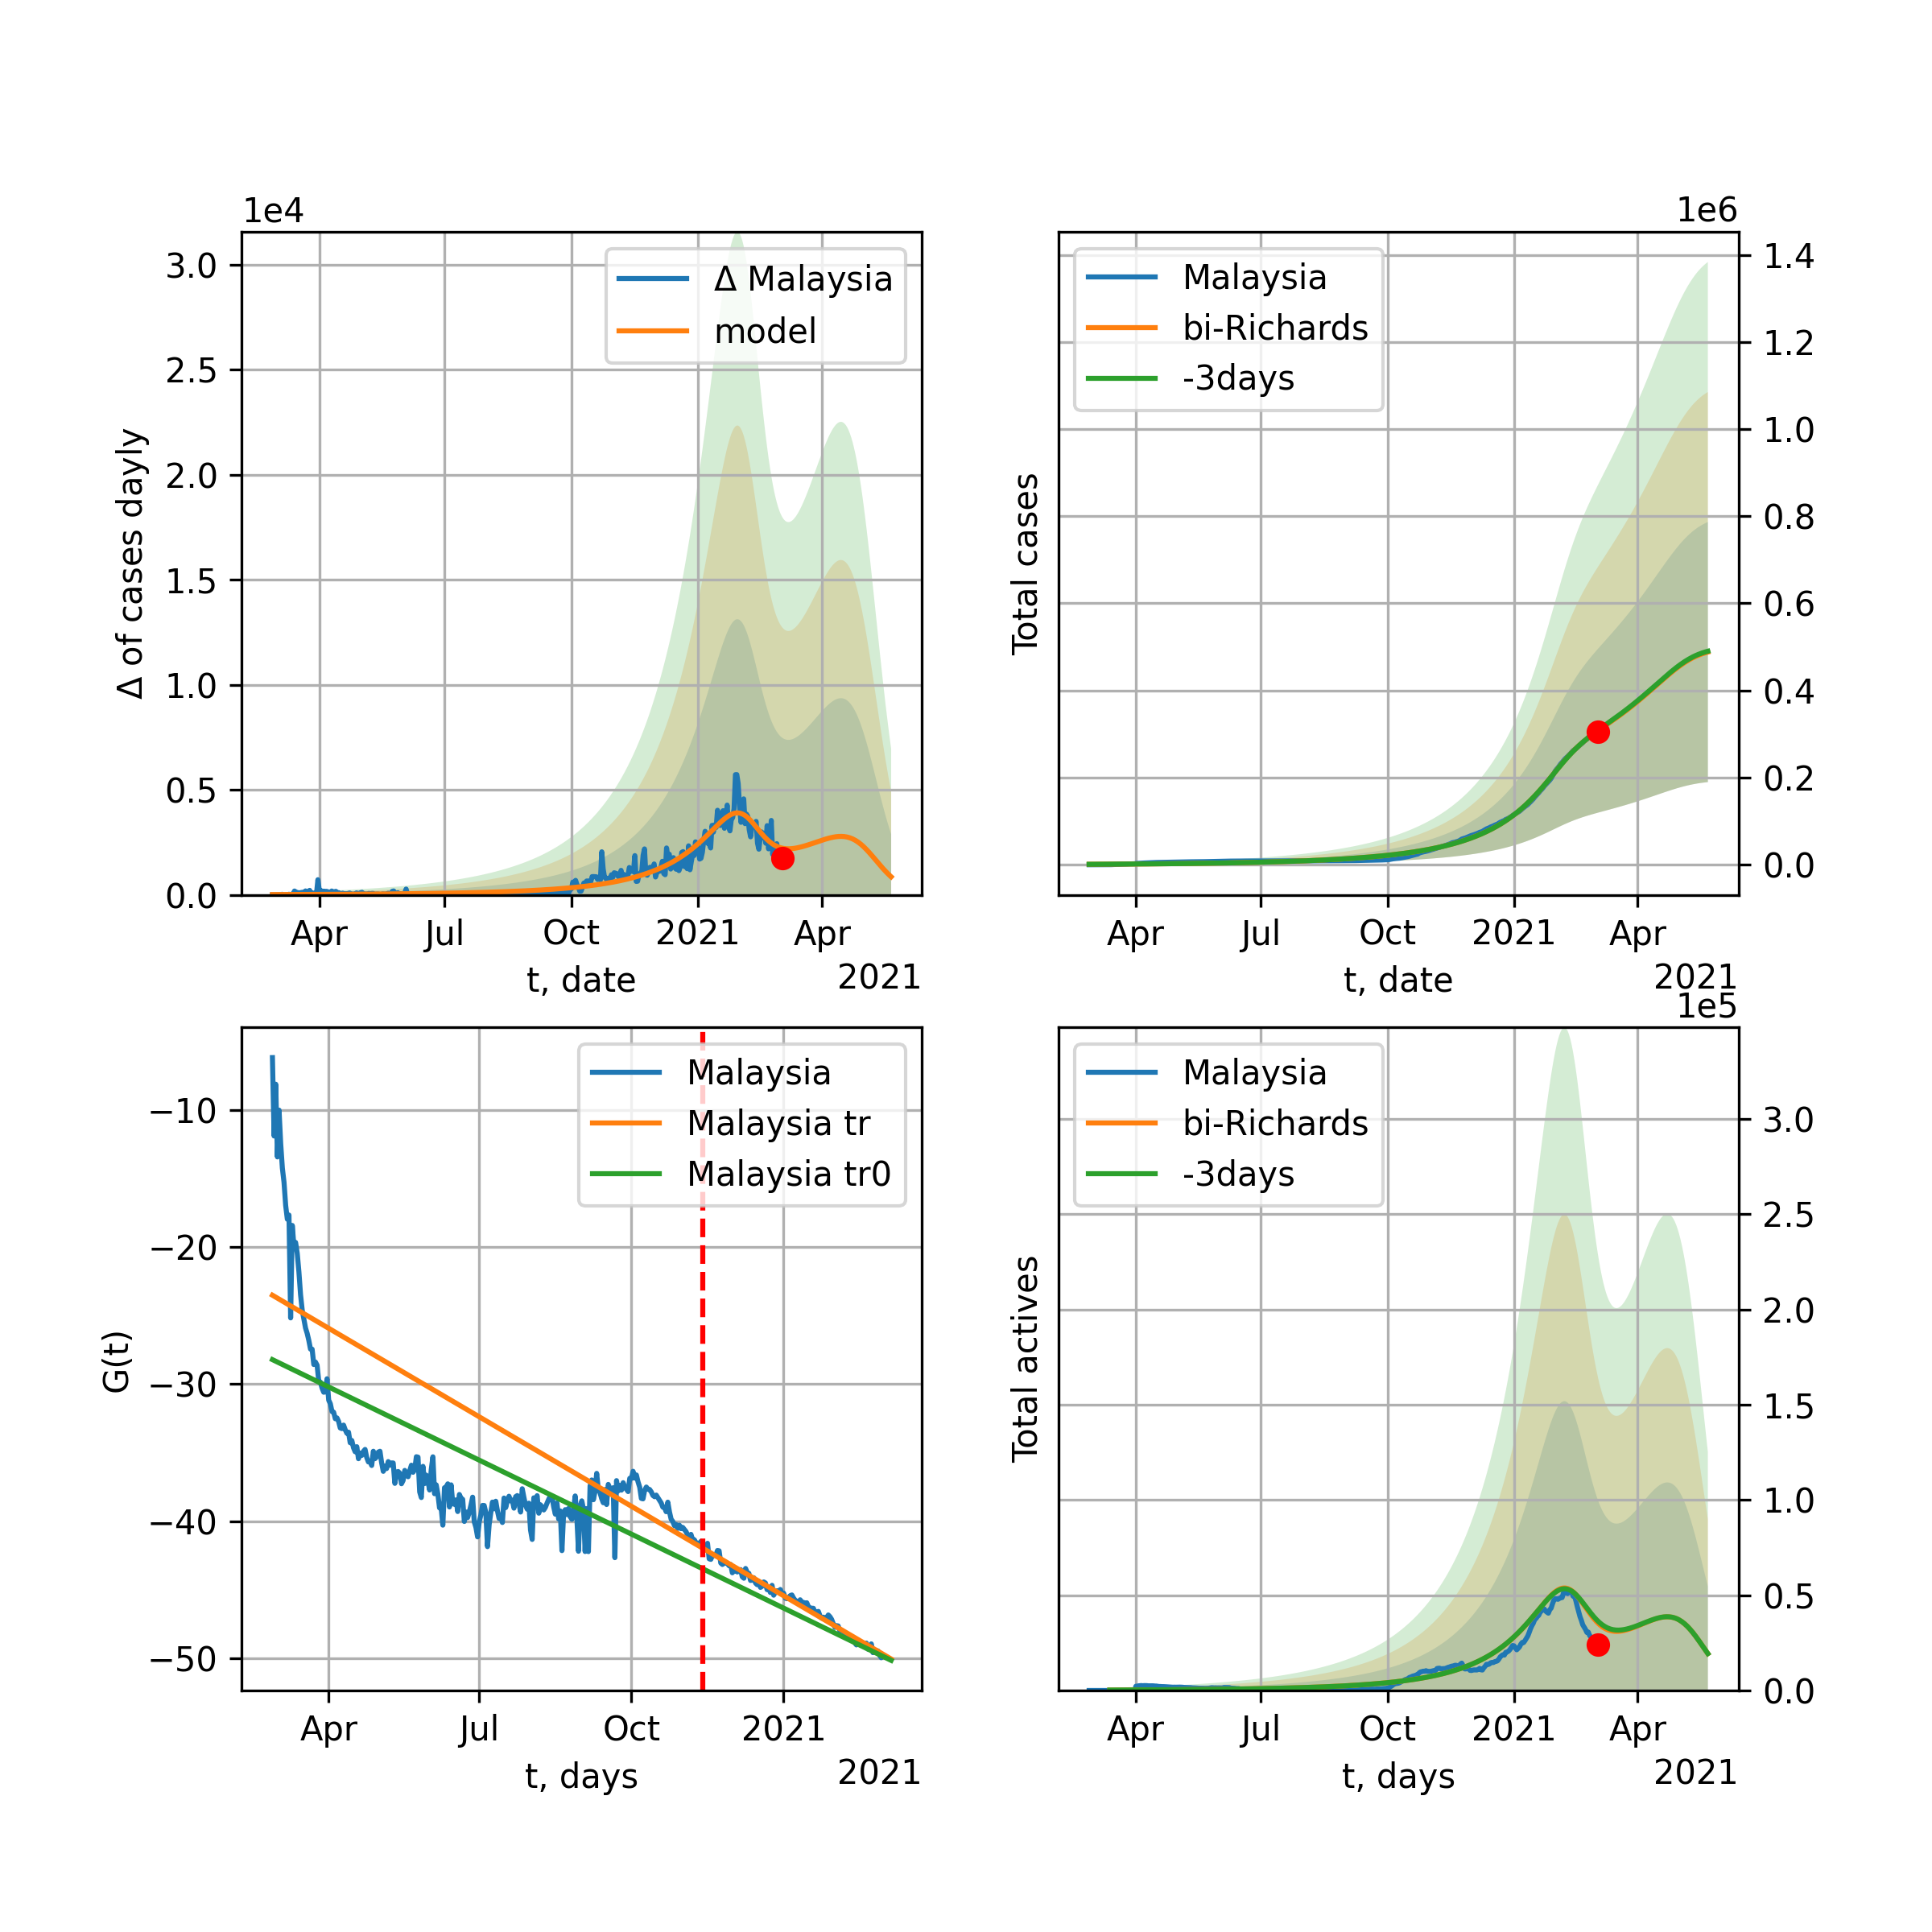 1e4
3.0
2.5
2.0
1.5
1.0
0.5
0.0
Δ of cases dayly
Δ Malaysia
model
Apr
Jul
Oct
2021
Apr
t, date
2021
1e6
1.4
1.2
1.0
0.8
0.6
0.4
0.2
0.0
Total cases
Malaysia
bi-Richards
-3days
Apr
Jul
Oct
2021
Apr
t, date
2021
−10
−20
−30
−40
−50
G(t)
Malaysia
Malaysia tr
Malaysia tr0
Apr
Jul
Oct
2021
t, days
2021
1e5
3.0
2.5
2.0
1.5
1.0
0.5
0.0
Total actives
Malaysia
bi-Richards
-3days
Apr
Jul
Oct
2021
Apr
t, days
2021